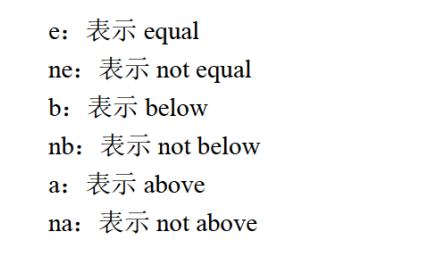 e：表示 equal
ne：表示 not equal
b：表示 below
nb：表示 not below
a：表示 above
na：表示 not above